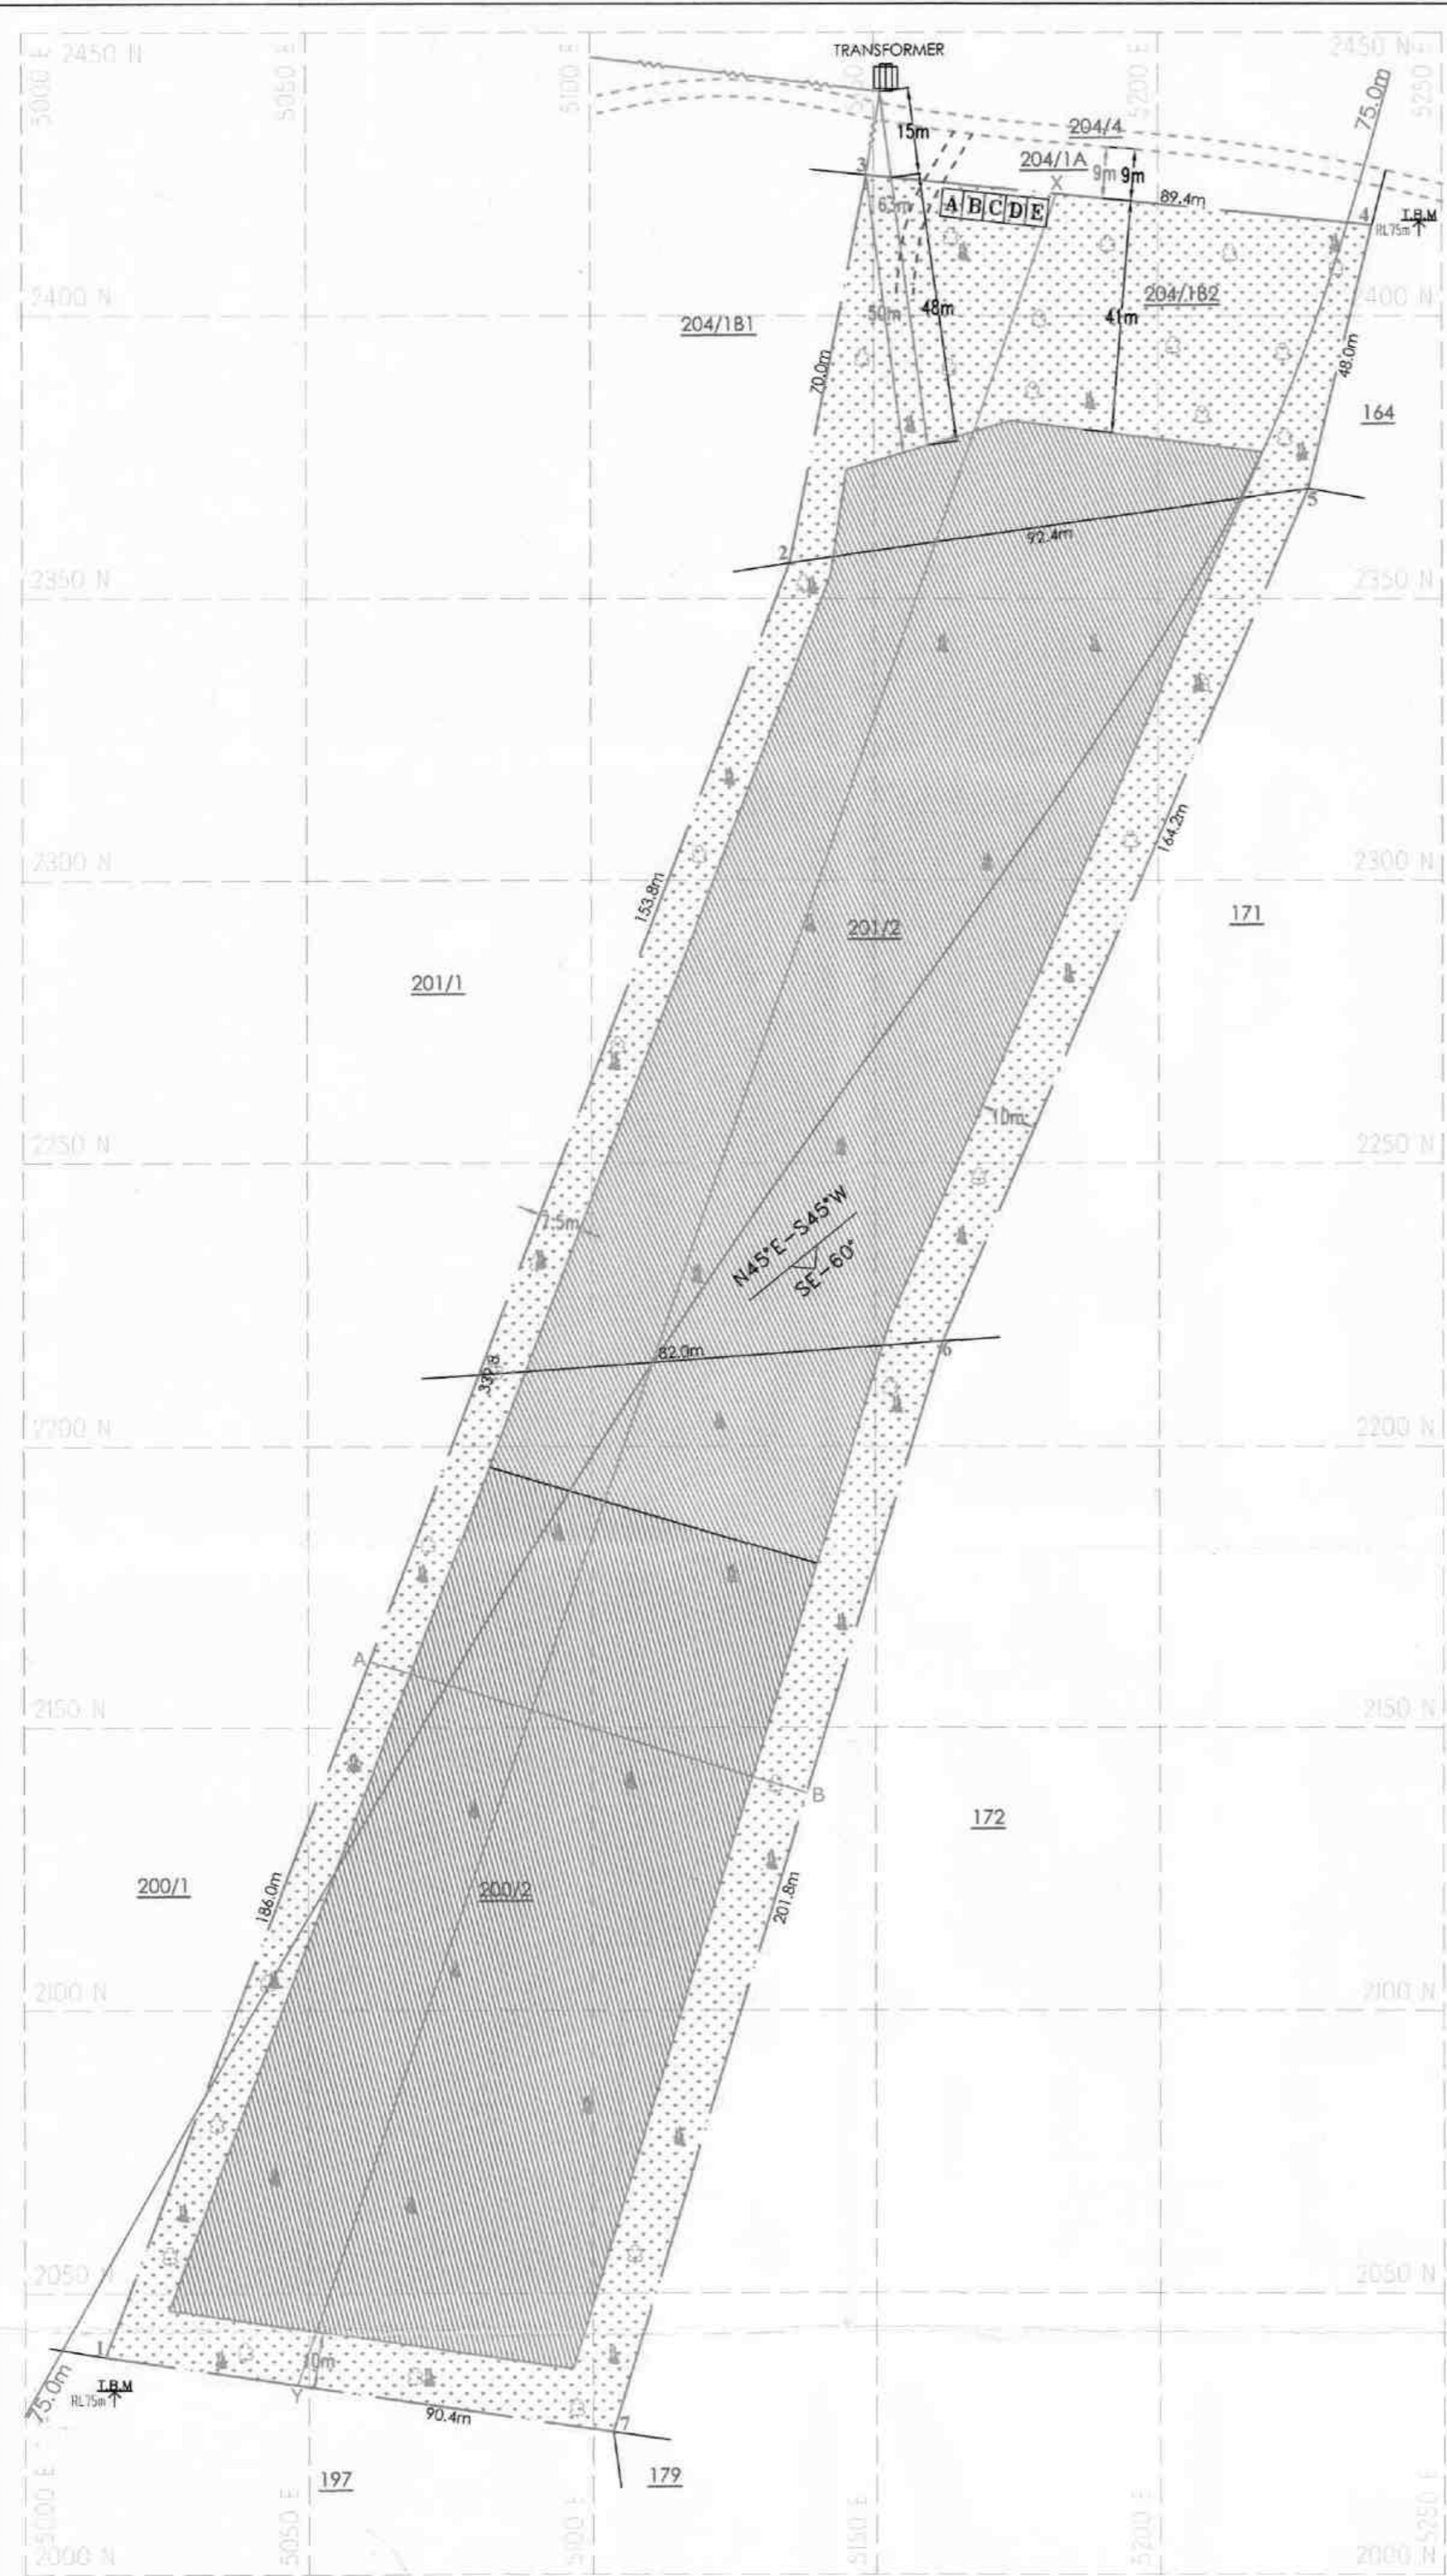 5000 E
2450 N
5050 E
5100 E
TRANSFORMER
5200 E
2450 N
5250 E
75.0m
15m
204/4
204/1A
3
X
9m
9m
63m
A B C D E
89.4m
4
T.B.M
RL75m
2400 N
204/1B1
50m
48m
204/1B2
41m
2400 N
70.0m
48.0m
164
5
2
92.4m
2350 N
2350 N
164.2m
2300 N
2300 N
153.8m
201/2
171
201/1
10m
2250 N
2250 N
7.5m
N45°E-S45°W
SE-60°
6
82.0m
339.8
2200 N
2200 N
A
2150 N
2150 N
B
172
200/1
186.0m
200/2
201.8m
2100 N
2100 N
2050 N
2050 N
1
10m
75.0m
T.B.M
RL75m
Y
90.4m
7
197
179
5000 E
5050 E
5100 E
5150 E
5200 E
5250 E
2000 N
2000 N